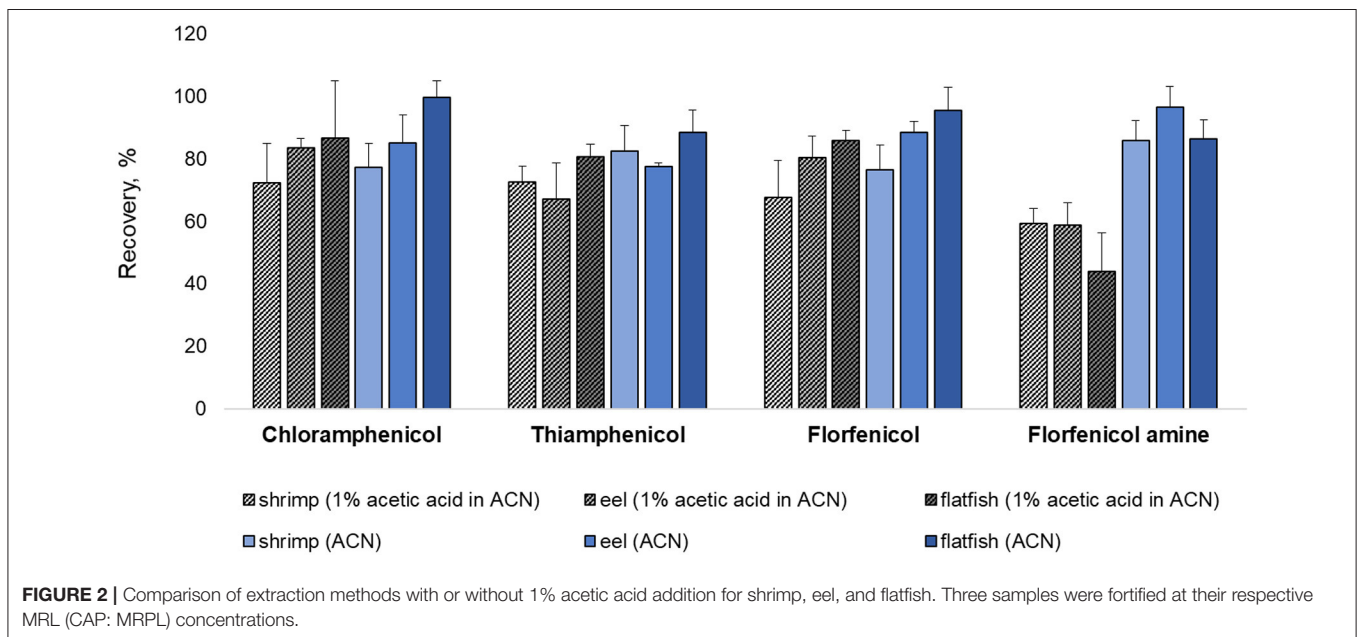 120
100
80
60
40
20
0
Recovery, %
Chloramphenicol Thiamphenicol Florfenicol Florfenicol amine
shrimp (1% acetic acid in ACN) eel (1% acetic acid in ACN) flatfish (1% acetic acid in ACN)
shrimp (ACN) eel (ACN) flatfish (ACN)
FIGURE 2 | Comparison of extraction methods with or without 1% acetic acid addition for shrimp, eel, and flatfish. Three samples were fortified at their respective
MRL (CAP: MRPL) concentrations.